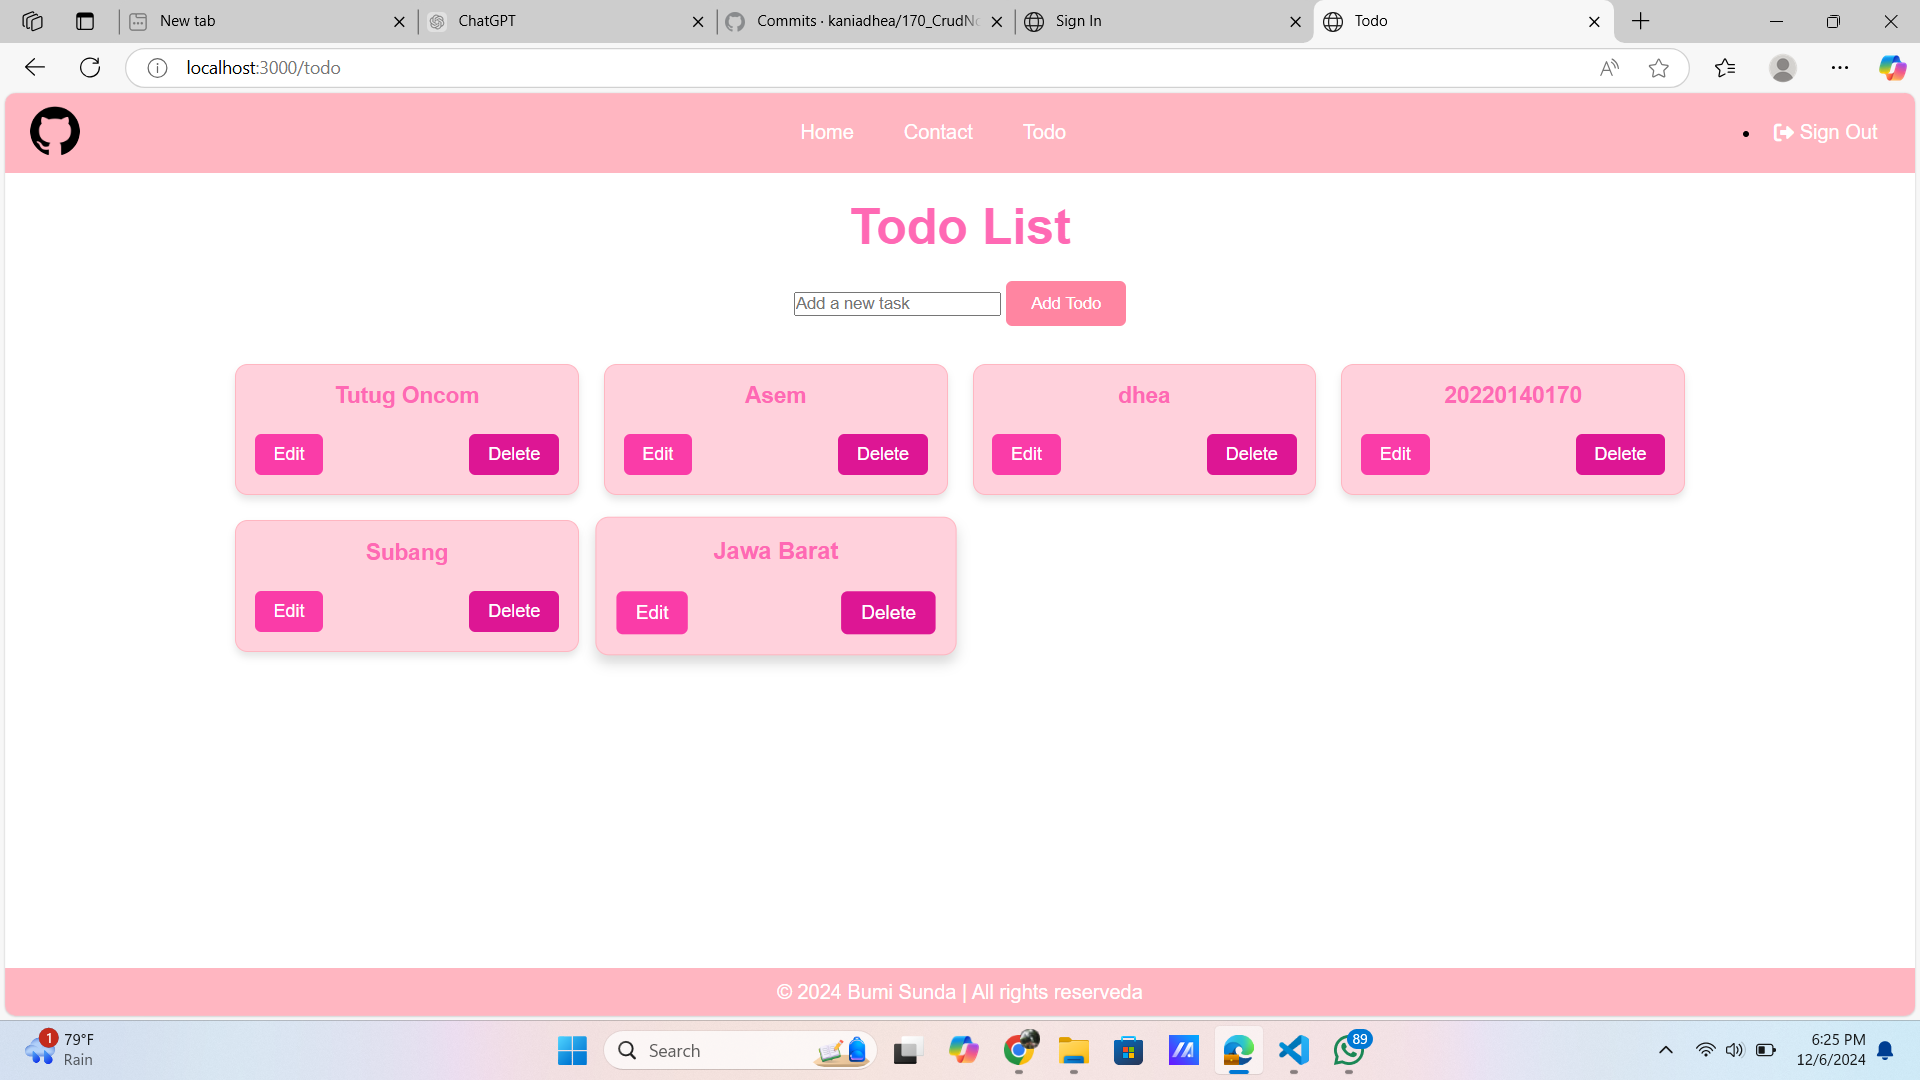 New tab
ChatGPT
Commits · kaniadhea/170_CrudNo
Sign In
Todo
localhost:3000/todo
Home
Contact
Todo
Sign Out
Todo List
Add a new task
Add Todo
Tutug Oncom
Asem
dhea
20220140170
Edit
Delete
Edit
Delete
Edit
Delete
Edit
Delete
Subang
Jawa Barat
Edit
Delete
Edit
Delete
© 2024 Bumi Sunda | All rights reserveda
1
79°F
Rain
Search
89
6:25 PM
12/6/2024